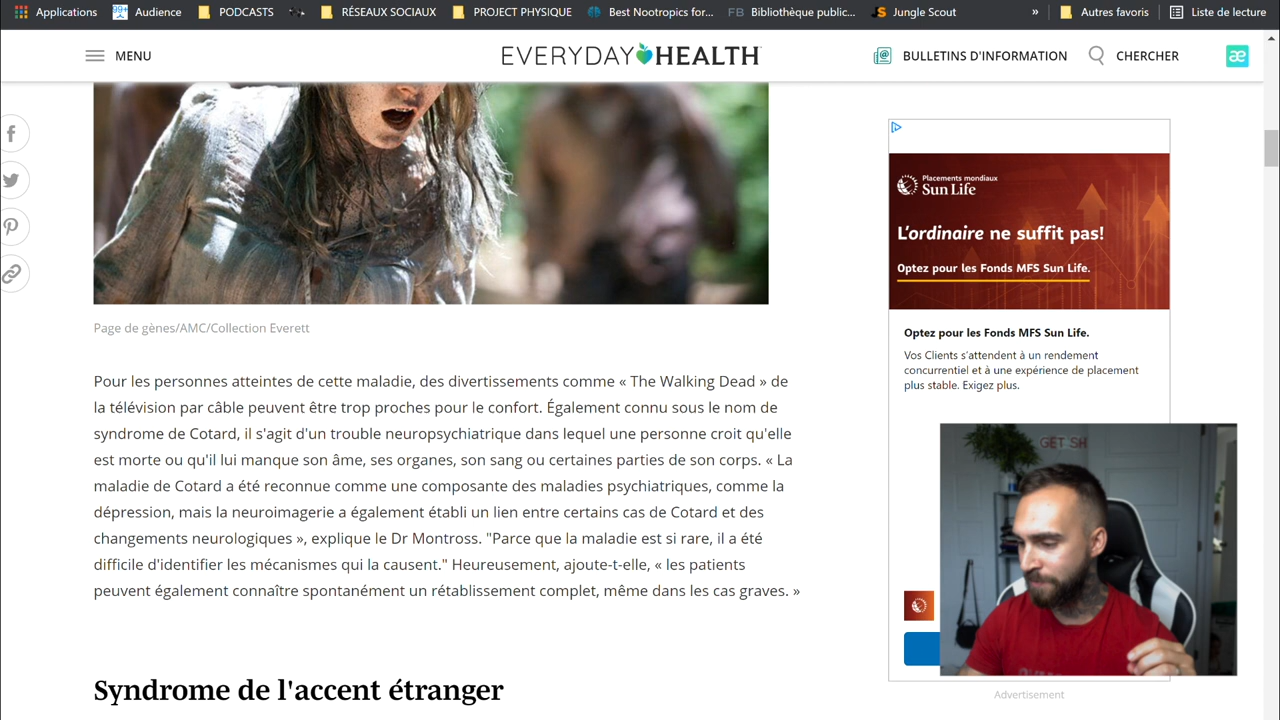 Applications
99+
Audience
PODCASTS
RÉSEAUX SOCIAUX
PROJECT PHYSIQUE
Best Nootropics for...
FB Bibliothèque public...
Jungle Scout
»
Autres favoris
Liste de lecture
MENU
EVERYDAY HEALTH
BULLETINS D'INFORMATION
CHERCHER
æ
Page de gènes/AMC/Collection Everett
Pour les personnes atteintes de cette maladie, des divertissements comme « The Walking Dead » de
la télévision par câble peuvent être trop proches pour le confort. Également connu sous le nom de
syndrome de Cotard, il s'agit d'un trouble neuropsychiatrique dans lequel une personne croit qu'elle
est morte ou qu'il lui manque son âme, ses organes, son sang ou certaines parties de son corps. « La
maladie de Cotard a été reconnue comme une composante des maladies psychiatriques, comme la
dépression, mais la neuroimagerie a également établi un lien entre certains cas de Cotard et des
changements neurologiques », explique le Dr Montross. "Parce que la maladie est si rare, il a été
difficile d'identifier les mécanismes qui la causent." Heureusement, ajoute-t-elle, « les patients
peuvent également connaître spontanément un rétablissement complet, même dans les cas graves. »
Syndrome de l'accent étranger
Placements mondiaux
Sun Life
L'ordinaire ne suffit pas!
Optez pour les Fonds MFS Sun Life.
Optez pour les Fonds MFS Sun Life.
Vos Clients s'attendent à un rendement
concurrentiel et à une expérience de placement
plus stable. Exigez plus.
GET SH
Advertisement